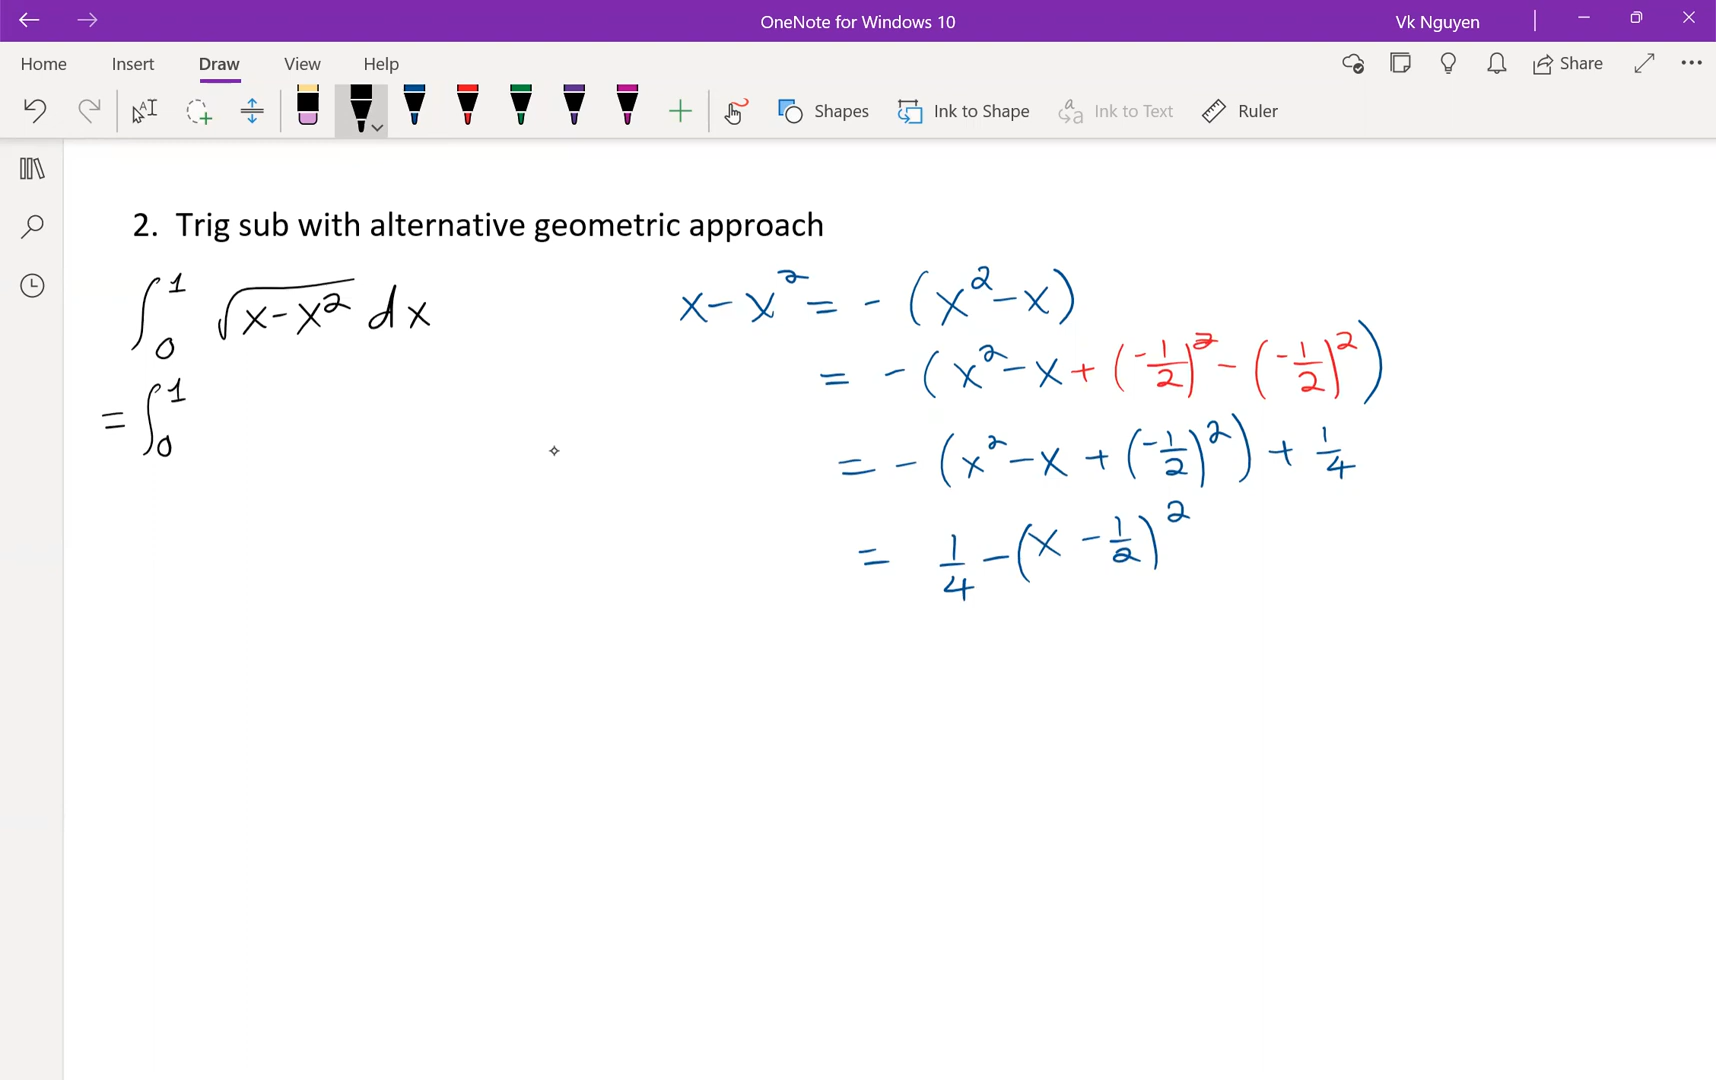 OneNote for Windows 10
Vk Nguyen
Home Insert Draw View Help Share
Shapes Ink to Shape Ink to Text Ruler
2. Trig sub with alternative geometric approach
∫₀¹ √(x-x²) dx
= ∫₀¹
x-x² = -(x²-x)
= -(x²-x+(-1/2)²-(-1/2)²)
= -(x²-x+(-1/2)²)+1/4
= 1/4-(x-1/2)²